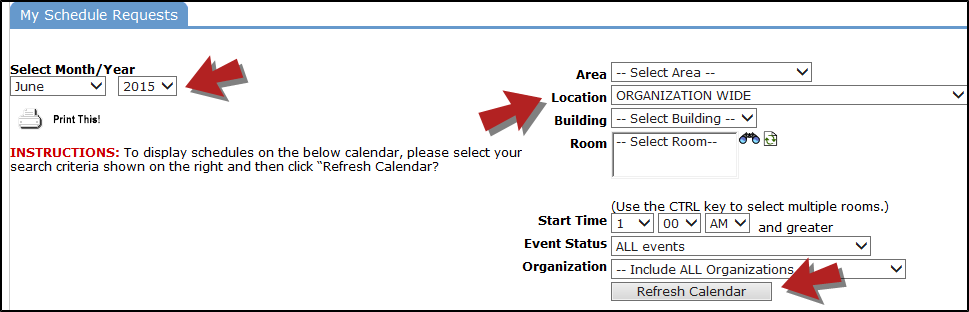 My Schedule Requests
Select Month/Year
June 2015
Print This!
INSTRUCTIONS: To display schedules on the below calendar, please select your
search criteria shown on the right and then click “Refresh Calendar?
Area -- Select Area --
Location ORGANIZATION WIDE
Building -- Select Building --
Room -- Select Room--
(Use the CTRL key to select multiple rooms.)
Start Time 1 00 AM and greater
Event Status ALL events
Organization -- Include ALL Organizations
Refresh Calendar